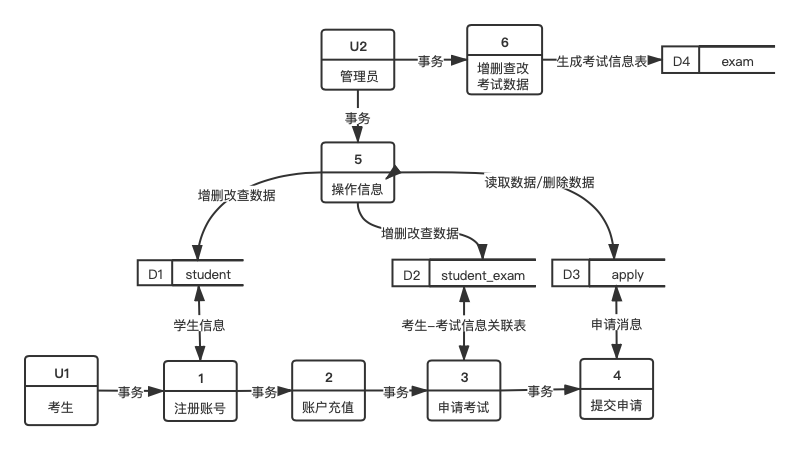 U2
管理员
事务
6
增删查改
考试数据
生成考试信息表
D4
exam
事务
5
操作信息
增删改查数据
读取数据/删除数据
增删改查数据
D1
student
D2
student_exam
D3
apply
学生信息
考生-考试信息关联表
申请消息
U1
考生
事务
1
注册账号
事务
2
账户充值
事务
3
申请考试
事务
4
提交申请